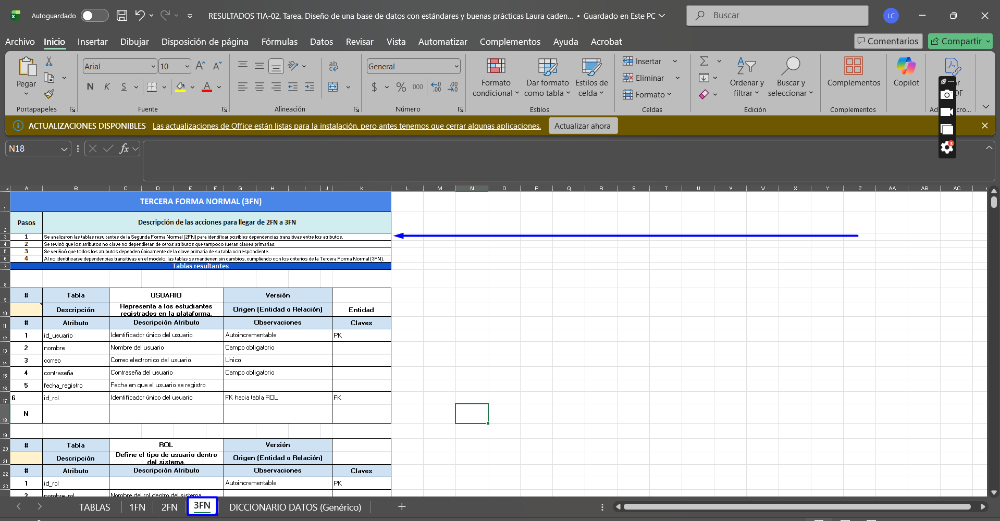 Autoguardado
RESULTADOS TIA-02. Tarea. Diseño de una base de datos con estándares y buenas prácticas Laura caden... • Guardado en Este PC
Buscar
LC
Archivo Inicio Insertar Dibujar Disposición de página Fórmulas Datos Revisar Vista Automatizar Complementos Ayuda Acrobat
Comentarios Compartir
Pegar
Portapapeles
Arial 10
N K S
Fuente
ab
Alineación
General
$ % 000
Número
Formato condicional
Dar formato como tabla
Estilos de celda
Estilos
Insertar
Eliminar
Formato
Celdas
Ordenar y filtrar
Buscar y seleccionar
Edición
Complementos
Complementos
Copilot
3
ACTUALIZACIONES DISPONIBLES Las actualizaciones de Office están listas para la instalación, pero antes tenemos que cerrar algunas aplicaciones. Actualizar ahora
N18 fx
A B C D E F G H I J K L M N O P Q R S T U V W X Y Z AA AB AC
1 TERCERA FORMA NORMAL (3FN)
2 Pasos Descripción de las acciones para llegar de 2FN a 3FN
3 1 Se analizaron las tablas resultantes de la Segunda Forma Normal (2FN) para identificar posibles dependencias transitivas entre los atributos.
4 2 Se revisó que los atributos no clave no dependieran de otros atributos que tampoco fueran claves primarias.
5 3 Se verificó que todos los atributos dependen únicamente de la clave primaria de su tabla correspondiente.
6 4 Al no identificarse dependencias transitivas en el modelo, las tablas se mantienen sin cambios, cumpliendo con los criterios de la Tercera Forma Normal (3FN).
7 Tablas resultantes
8
9 # Tabla USUARIO Versión
10 Descripción Representa a los estudiantes registrados en la plataforma. Origen (Entidad o Relación) Entidad
11 # Atributo Descripción Atributo Observaciones Claves
12 1 id_usuario Identificador único del usuario Autoincrementable PK
13 2 nombre Nombre del usuario Campo obligatorio
14 3 correo Correo electronico del usuario Unico
15 4 contraseña Contraseña del usuario Campo obligatorio
16 5 fecha_registro Fecha en que el usuario se registro
17 6 id_rol Identificador único del usuario FK hacia tabla ROL FK
18 N
19
20 # Tabla ROL Versión
21 Descripción Define el tipo de usuario dentro del sistema. Origen (Entidad o Relación)
22 # Atributo Descripción Atributo Observaciones Claves
23 1 id_rol Autoincrementable PK
2 nombre_rol Nombre del rol dentro del sistema
TABLAS 1FN 2FN 3FN DICCIONARIO DATOS (Genérico)